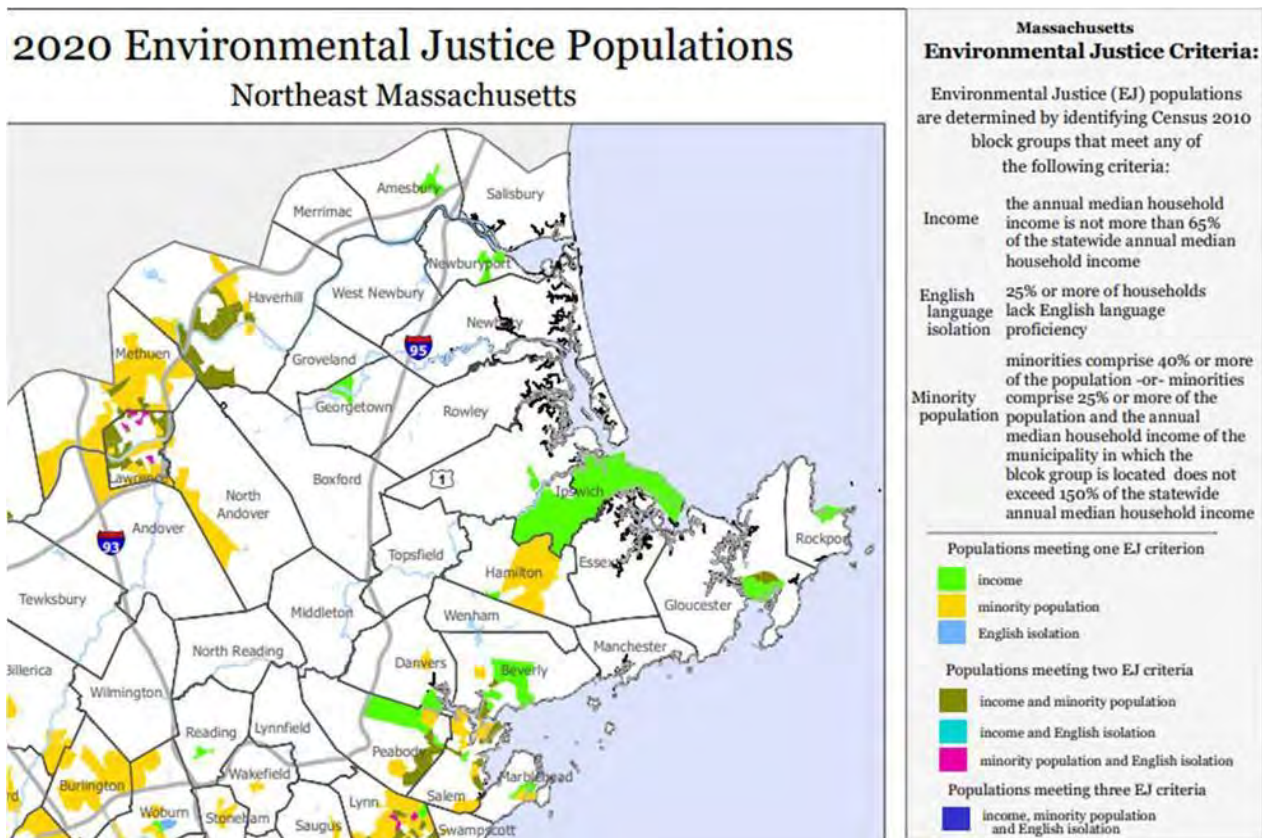 2020 Environmental Justice Populations
Northeast Massachusetts
Amesbury
Salisbury
Merrimac
Newburyport
Haverhill
West Newbury
Newbury
Methuen
95
Groveland
Georgetown
Rowley
Lawrence
North
Andover
Boxford
1
Ipswich
Andover
93
Rockport
Topsfield
Hamilton
Essex
Tewksbury
Gloucester
Middleton
Wenham
North Reading
Manchester
Billerica
Danvers
Beverly
Wilmington
Reading
Lynnfield
Peabody
Wakefield
Marblehead
Burlington
Salem
Woburn
Stoneham
Lynn
Saugus
Swampscott
Massachusetts
Environmental Justice Criteria:
Environmental Justice (EJ) populations
are determined by identifying Census 2010
block groups that meet any of
the following criteria:
Income
the annual median household
income is not more than 65%
of the statewide annual median
household income
English
language
isolation
25% or more of households
lack English language
proficiency
Minority
population
minorities comprise 40% or more
of the population -or- minorities
comprise 25% or more of the
population and the annual
median household income of the
municipality in which the
blcok group is located does not
exceed 150% of the statewide
annual median household income
Populations meeting one EJ criterion
income
minority population
English isolation
Populations meeting two EJ criteria
income and minority population
income and English isolation
minority population and English isolation
Populations meeting three EJ criteria
income, minority population
and English isolation